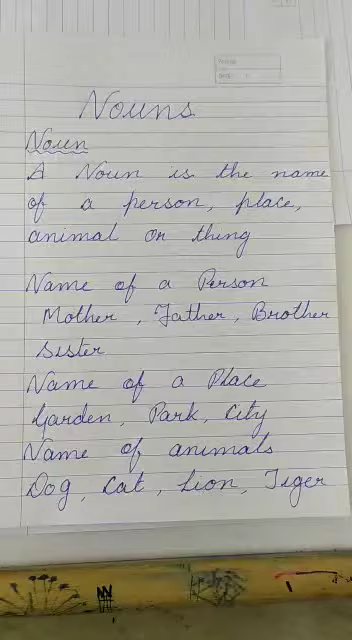 Nouns
Noun
A Noun is the name
of a person, place,
animal or thing
Name of a Person
Mother, Father, Brother
Sister
Name of a Place
Garden, Park, City
Name of animals
Dog, Cat, Lion, Tiger